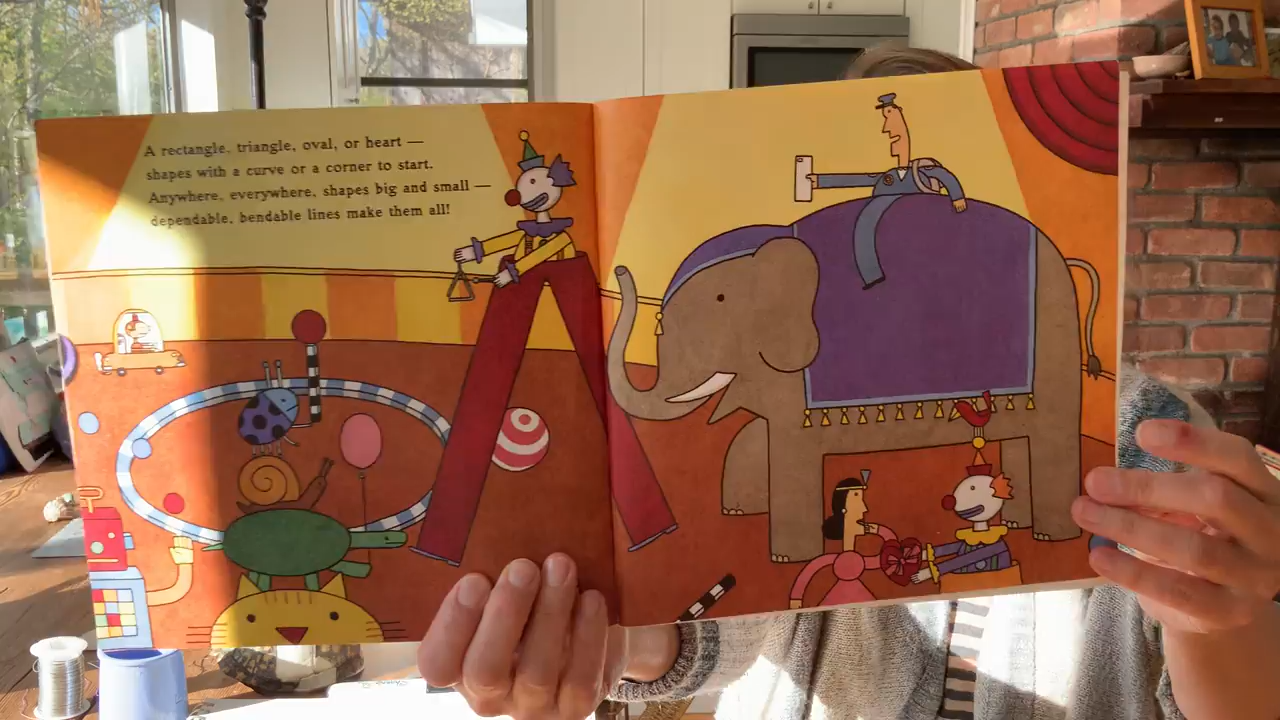 A rectangle, triangle, oval, or heart —
shapes with a curve or a corner to start.
Anywhere, everywhere, shapes big and small —
dependable, bendable lines make them all!